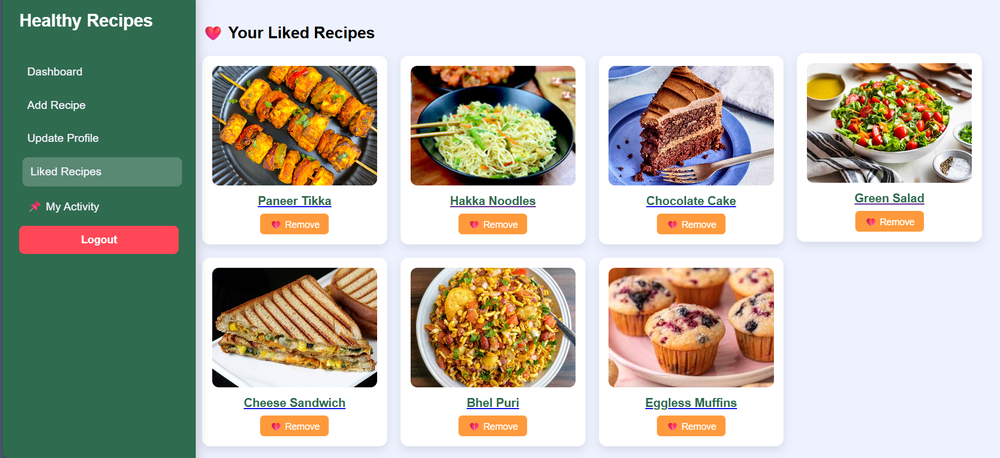 Healthy Recipes
Dashboard
Add Recipe
Update Profile
Liked Recipes
📌 My Activity
Logout
💖 Your Liked Recipes
Paneer Tikka
💔 Remove
Hakka Noodles
💔 Remove
Chocolate Cake
💔 Remove
Green Salad
💔 Remove
Cheese Sandwich
💔 Remove
Bhel Puri
💔 Remove
Eggless Muffins
💔 Remove